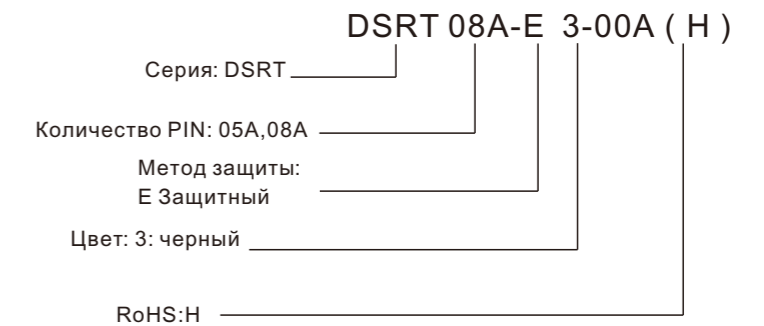 DSRT 08A-E 3-00A ( H )
Серия: DSRT
Количество PIN: 05A,08A
Метод защиты:
E Защитный
Цвет: 3: черный
RoHS:H